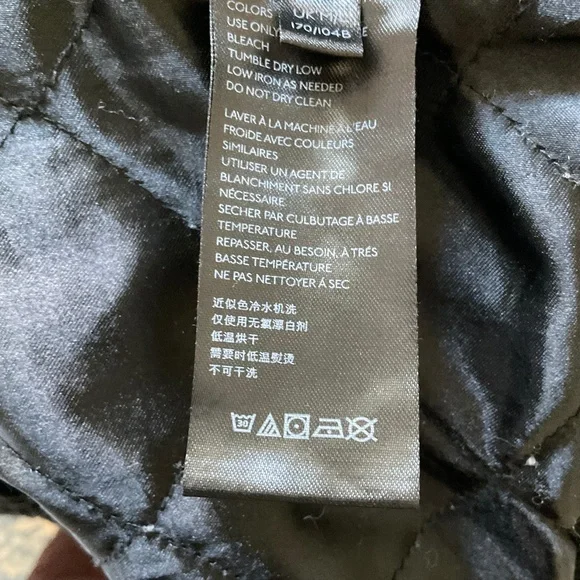 COLORS
170/104B
USE ONLY
BLEACH
TUMBLE DRY LOW
LOW IRON AS NEEDED
DO NOT DRY CLEAN
LAVER À LA MACHINE À L'EAU
FROIDE AVEC COULEURS
SIMILAIRES
UTILISER UN AGENT DE
BLANCHIMENT SANS CHLORE SI
NÉCESSAIRE
SECHER PAR CULBUTAGE À BASSE
TEMPERATURE
REPASSER, AU BESOIN, À TRÉS
BASSE TEMPÉRATURE
NE PAS NETTOYER À SEC
近似色冷水机洗
仅使用无氯漂白剂
低温烘干
需要时低温熨烫
不可干洗
30